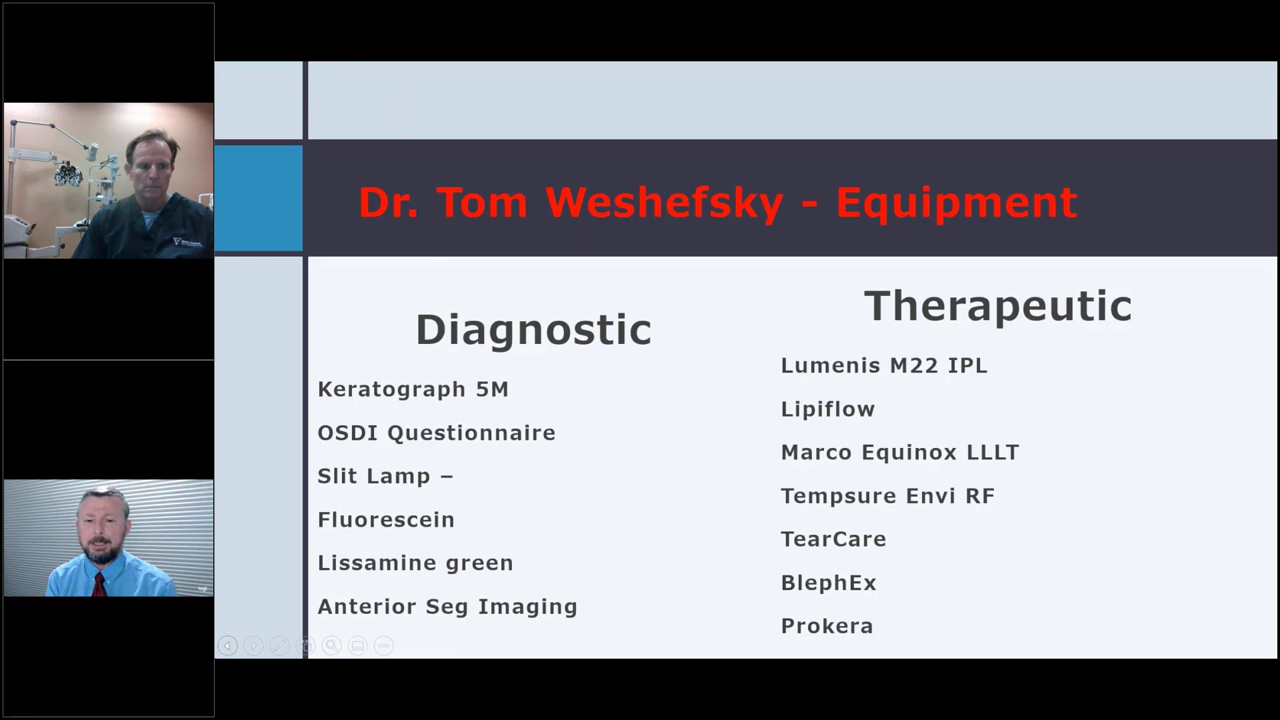 Dr. Tom Weshefsky - Equipment
Diagnostic
Keratograph 5M
OSDI Questionnaire
Slit Lamp –
Fluorescein
Lissamine green
Anterior Seg Imaging
Therapeutic
Lumenis M22 IPL
Lipiflow
Marco Equinox LLLT
Tempsure Envi RF
TearCare
BlephEx
Prokera